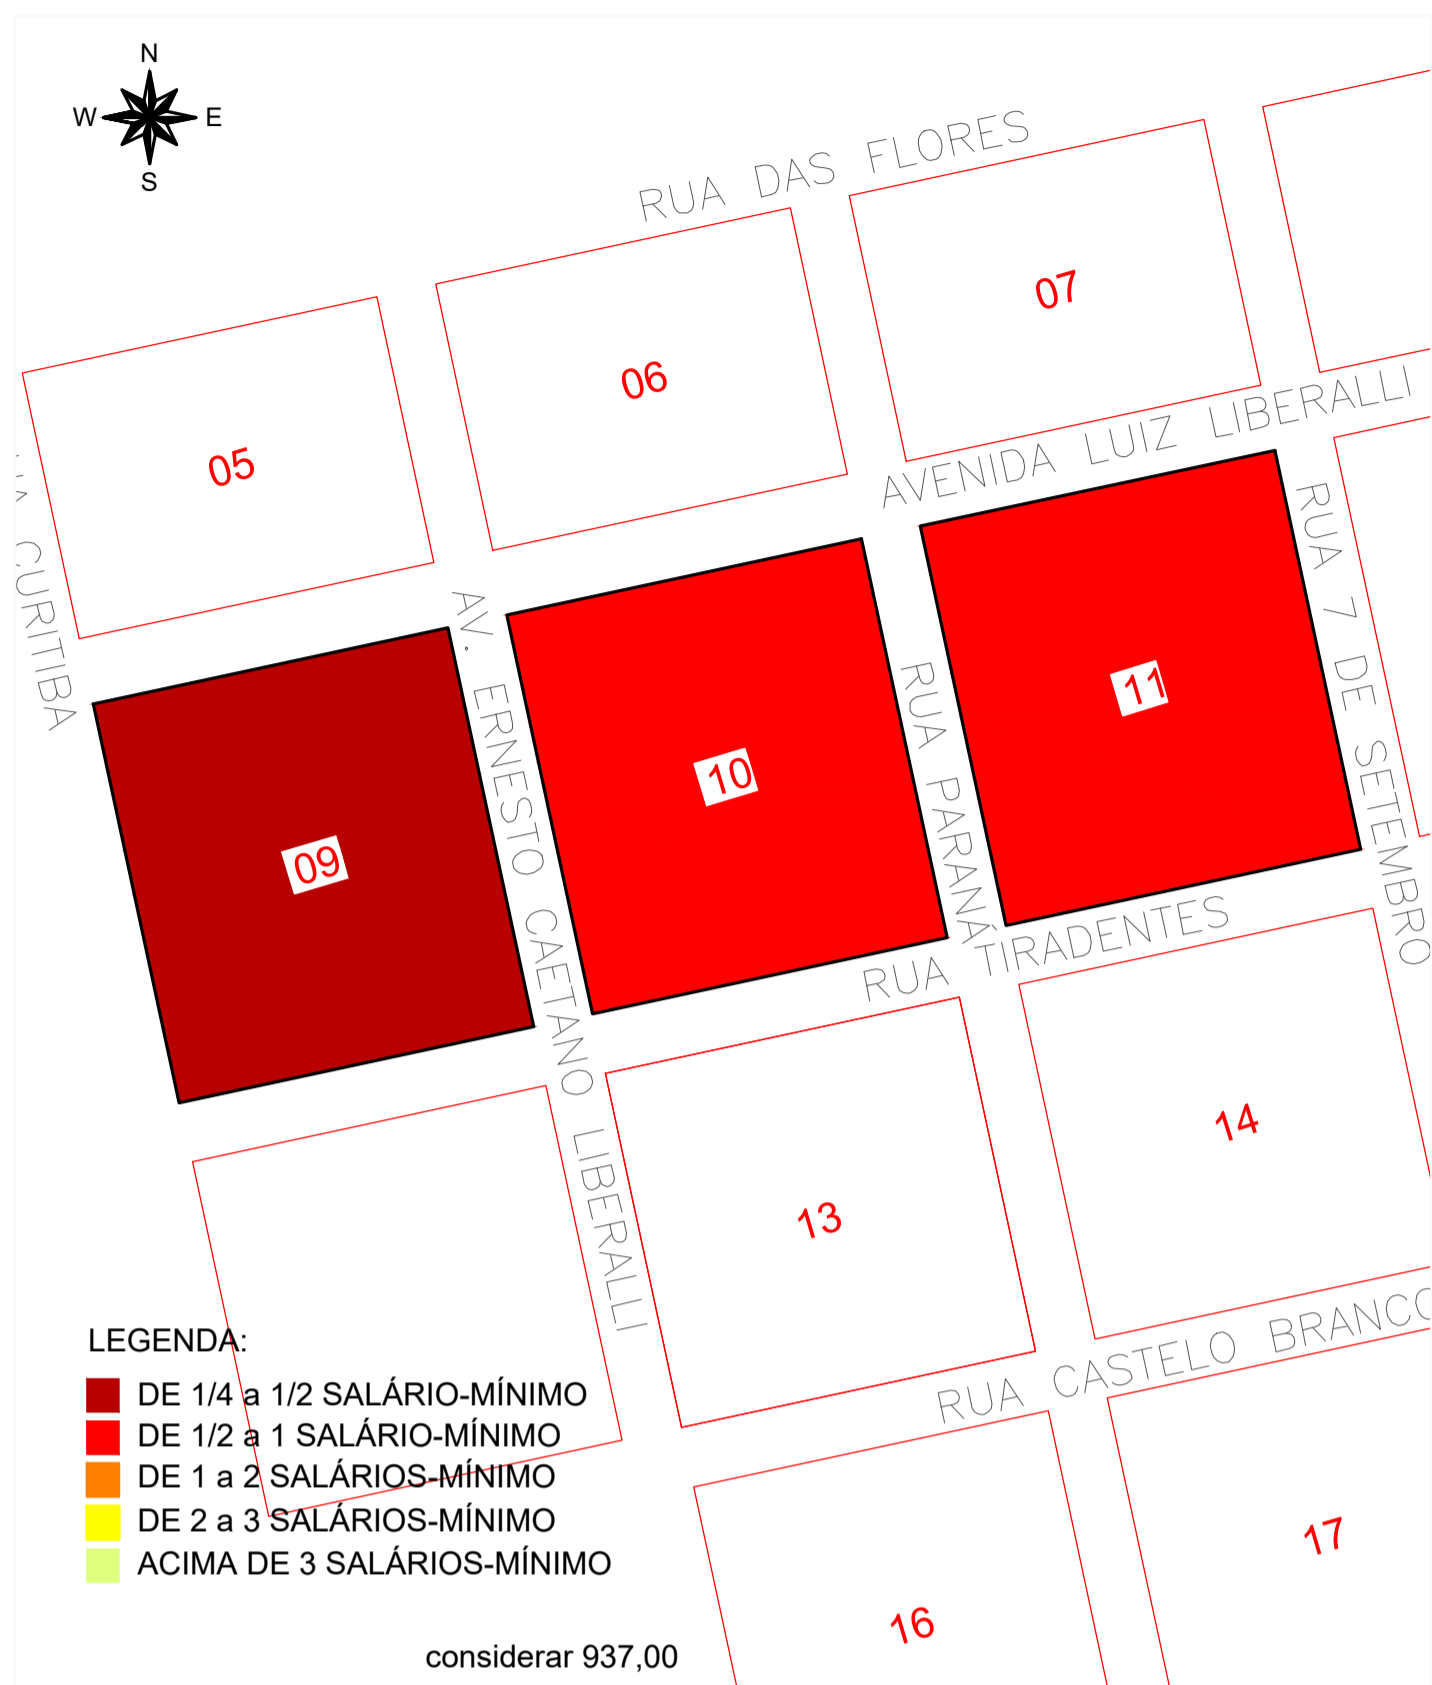 N
W E
S
RUA DAS FLORES
07
06
05
AVENIDA LUIZ LIBERALLI
CURITIBA
AV. ERNESTO CAETANO LIBERALLI
RUA PARANÁ
RUA 7 DE SETEMBRO
11
10
09
RUA TIRADENTES
14
13
RUA CASTELO BRANCO
LEGENDA:
DE 1/4 a 1/2 SALÁRIO-MÍNIMO
DE 1/2 a 1 SALÁRIO-MÍNIMO
DE 1 a 2 SALÁRIOS-MÍNIMO
DE 2 a 3 SALÁRIOS-MÍNIMO
ACIMA DE 3 SALÁRIOS-MÍNIMO
17
16
considerar 937,00